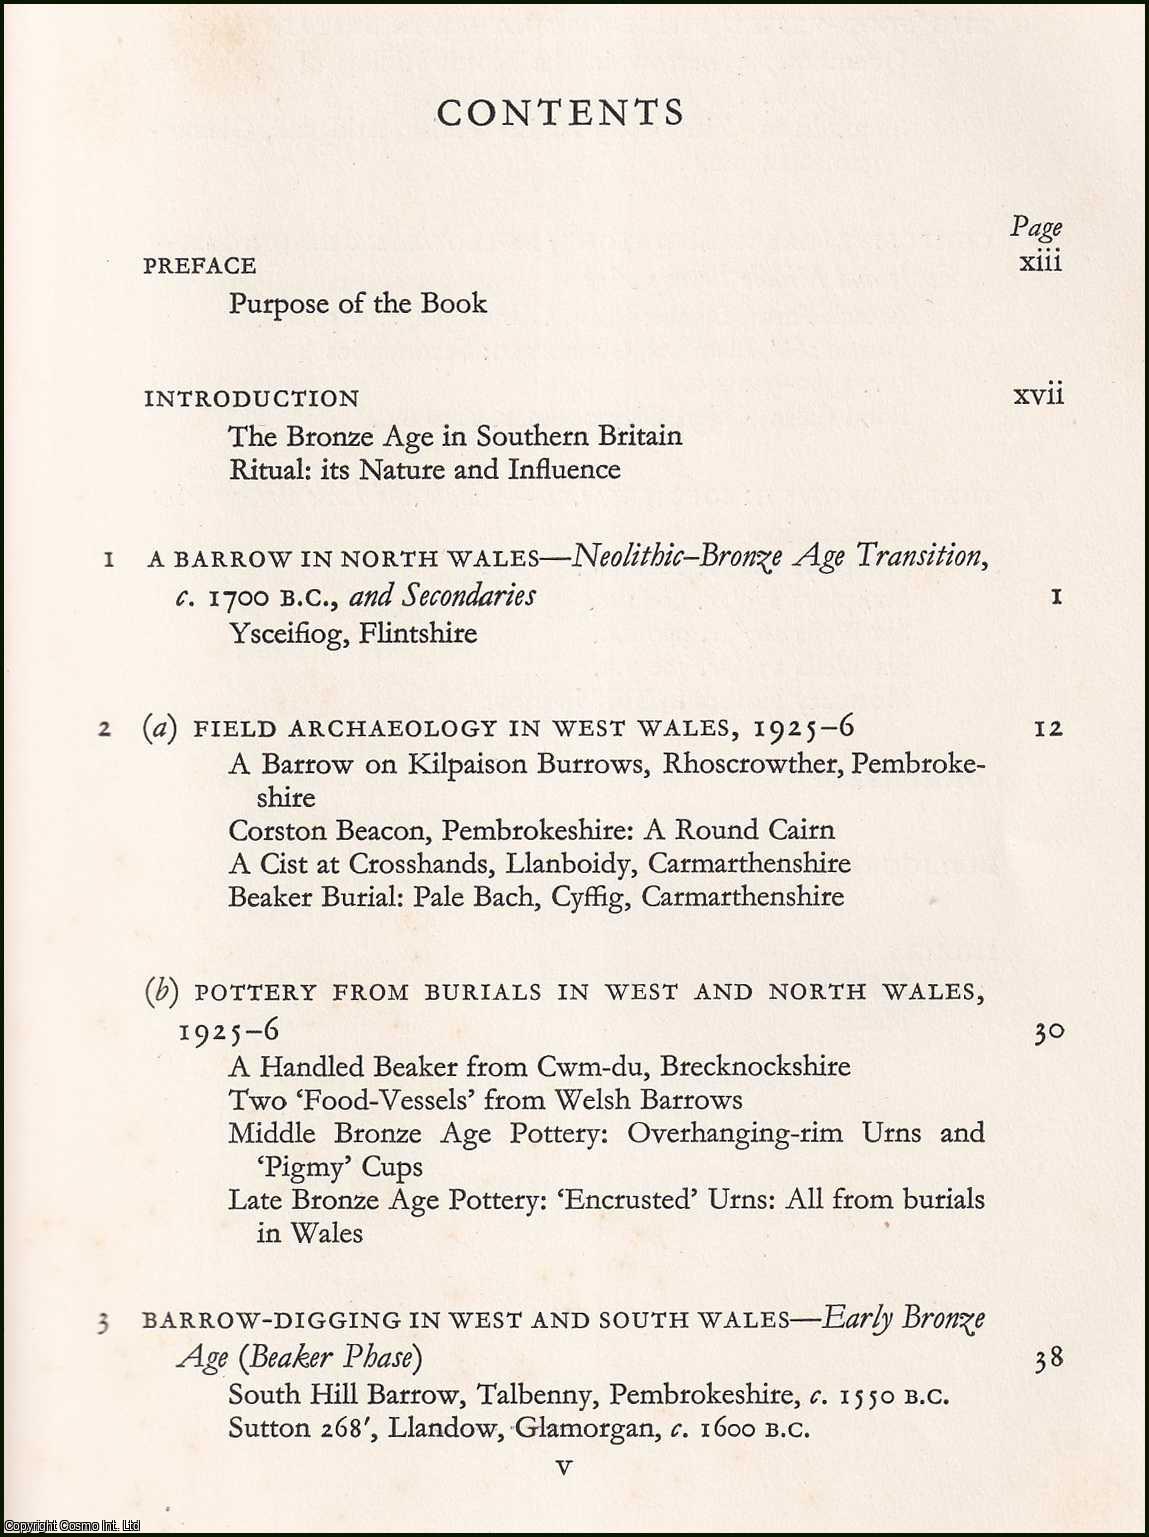 CONTENTS
Page
PREFACE xiii
Purpose of the Book
INTRODUCTION xvii
The Bronze Age in Southern Britain
Ritual: its Nature and Influence
1 A BARROW IN NORTH WALES—Neolithic–Bronze Age Transition,
c. 1700 B.C., and Secondaries 1
Ysceifiog, Flintshire
2 (a) FIELD ARCHAEOLOGY IN WEST WALES, 1925–6 12
A Barrow on Kilpaison Burrows, Rhoscrowther, Pembroke-
shire
Corston Beacon, Pembrokeshire: A Round Cairn
A Cist at Crosshands, Llanboidy, Carmarthenshire
Beaker Burial: Pale Bach, Cyffig, Carmarthenshire
(b) POTTERY FROM BURIALS IN WEST AND NORTH WALES,
1925–6 30
A Handled Beaker from Cwm-du, Brecknockshire
Two ‘Food-Vessels’ from Welsh Barrows
Middle Bronze Age Pottery: Overhanging-rim Urns and
‘Pigmy’ Cups
Late Bronze Age Pottery: ‘Encrusted’ Urns: All from burials
in Wales
3 BARROW-DIGGING IN WEST AND SOUTH WALES—Early Bronze
Age (Beaker Phase) 38
South Hill Barrow, Talbenny, Pembrokeshire, c. 1550 B.C.
Sutton 268′, Llandow, Glamorgan, c. 1600 B.C.
v
Copyright Cosmo Int. Ltd